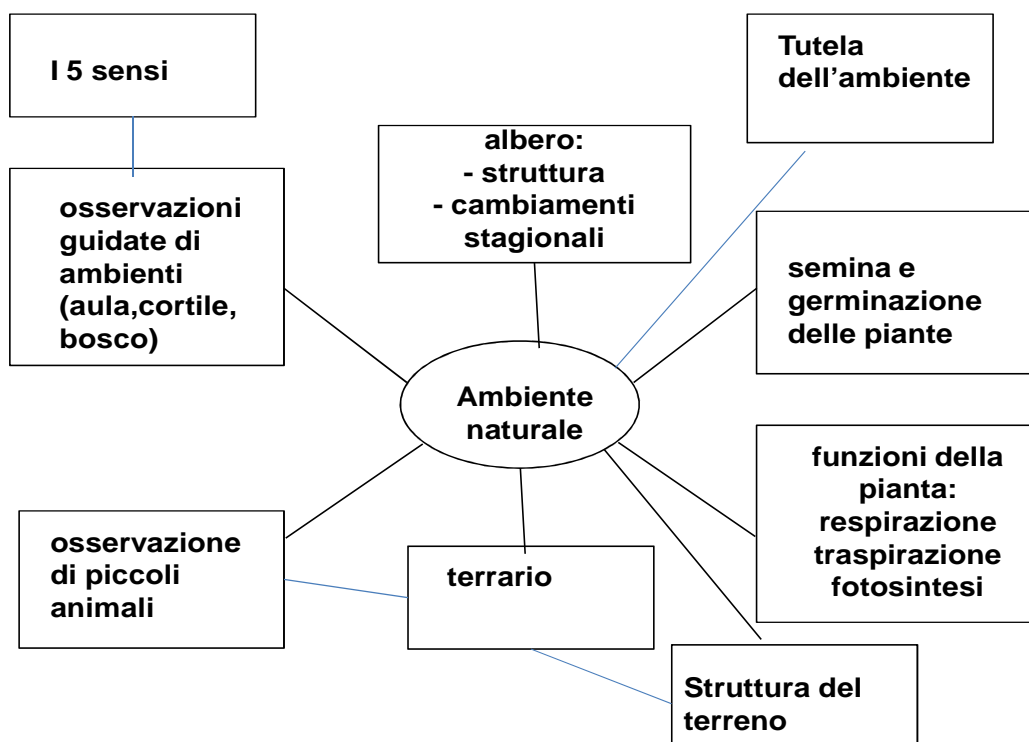 I 5 sensi
Tutela
dell’ambiente
albero:
- struttura
- cambiamenti
stagionali
osservazioni
guidate di
ambienti
(aula,cortile,
bosco)
semina e
germinazione
delle piante
Ambiente
naturale
funzioni della
pianta:
respirazione
traspirazione
fotosintesi
osservazione
di piccoli
animali
terrario
Struttura del
terreno